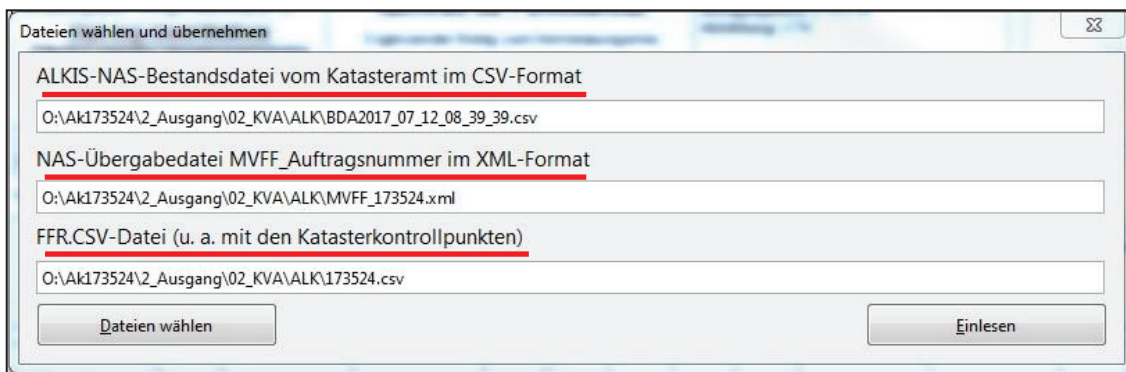 Dateien wählen und übernehmen
ALKIS-NAS-Bestandsdatei vom Katasteramt im CSV-Format
O:\Ak173524\2_Ausgang\02_KVA\ALK\BDA2017_07_12_08_39_39.csv
NAS-Übergabedatei MVFF_Auftragsnummer im XML-Format
O:\Ak173524\2_Ausgang\02_KVA\ALK\MVFF_173524.xml
FFR.CSV-Datei (u. a. mit den Katasterkontrollpunkten)
O:\Ak173524\2_Ausgang\02_KVA\ALK\173524.csv
Dateien wählen
Einlesen